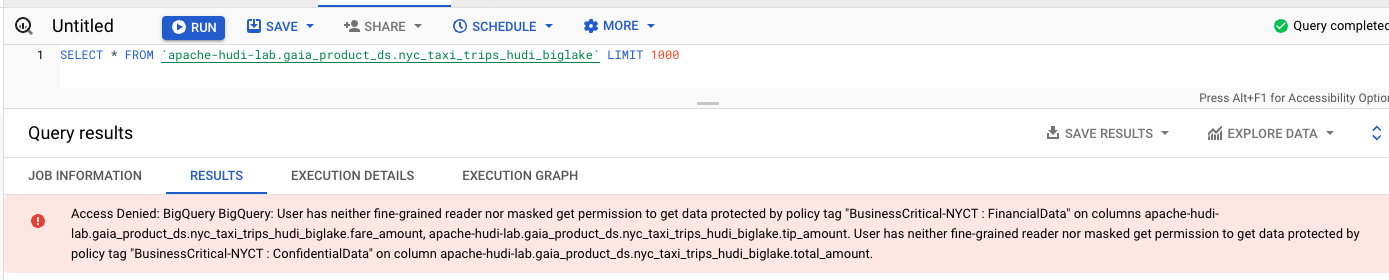 Untitled RUN SAVE SHARE SCHEDULE MORE Query completed
1 SELECT * FROM `apache-hudi-lab.gaia_product_ds.nyc_taxi_trips_hudi_biglake` LIMIT 1000
Press Alt+F1 for Accessibility Optio
Query results SAVE RESULTS EXPLORE DATA
JOB INFORMATION RESULTS EXECUTION DETAILS EXECUTION GRAPH
Access Denied: BigQuery BigQuery: User has neither fine-grained reader nor masked get permission to get data protected by policy tag "BusinessCritical-NYCT : FinancialData" on columns apache-hudi-
lab.gaia_product_ds.nyc_taxi_trips_hudi_biglake.fare_amount, apache-hudi-lab.gaia_product_ds.nyc_taxi_trips_hudi_biglake.tip_amount. User has neither fine-grained reader nor masked get permission to get data protected by
policy tag "BusinessCritical-NYCT : ConfidentialData" on column apache-hudi-lab.gaia_product_ds.nyc_taxi_trips_hudi_biglake.total_amount.